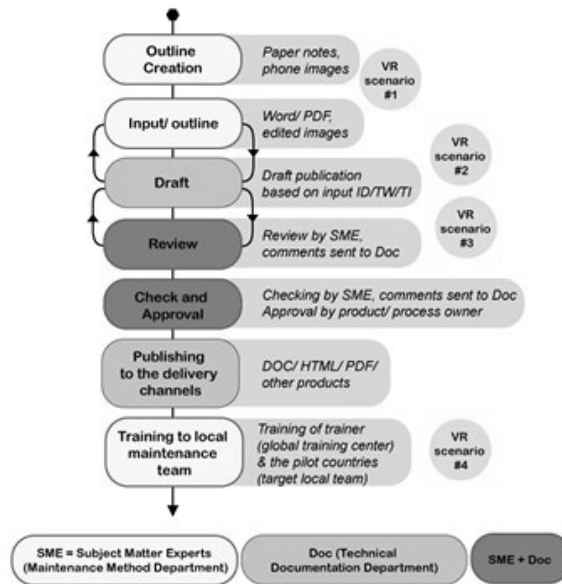 Outline
Creation
Paper notes,
phone images
VR
scenario
#1
Input/ outline
Word/ PDF,
edited images
VR
scenario
#2
Draft
Draft publication
based on input ID/TW/TI
VR
scenario
#3
Review
Review by SME,
comments sent to Doc
Check and
Approval
Checking by SME, comments sent to Doc
Approval by product/ process owner
Publishing
to the delivery
channels
DOC/ HTML/ PDF/
other products
Training to local
maintenance
team
Training of trainer
(global training center)
& the pilot countries
(target local team)
VR
scenario
#4
SME = Subject Matter Experts
(Maintenance Method Department)
Doc (Technical
Documentation Department)
SME + Doc